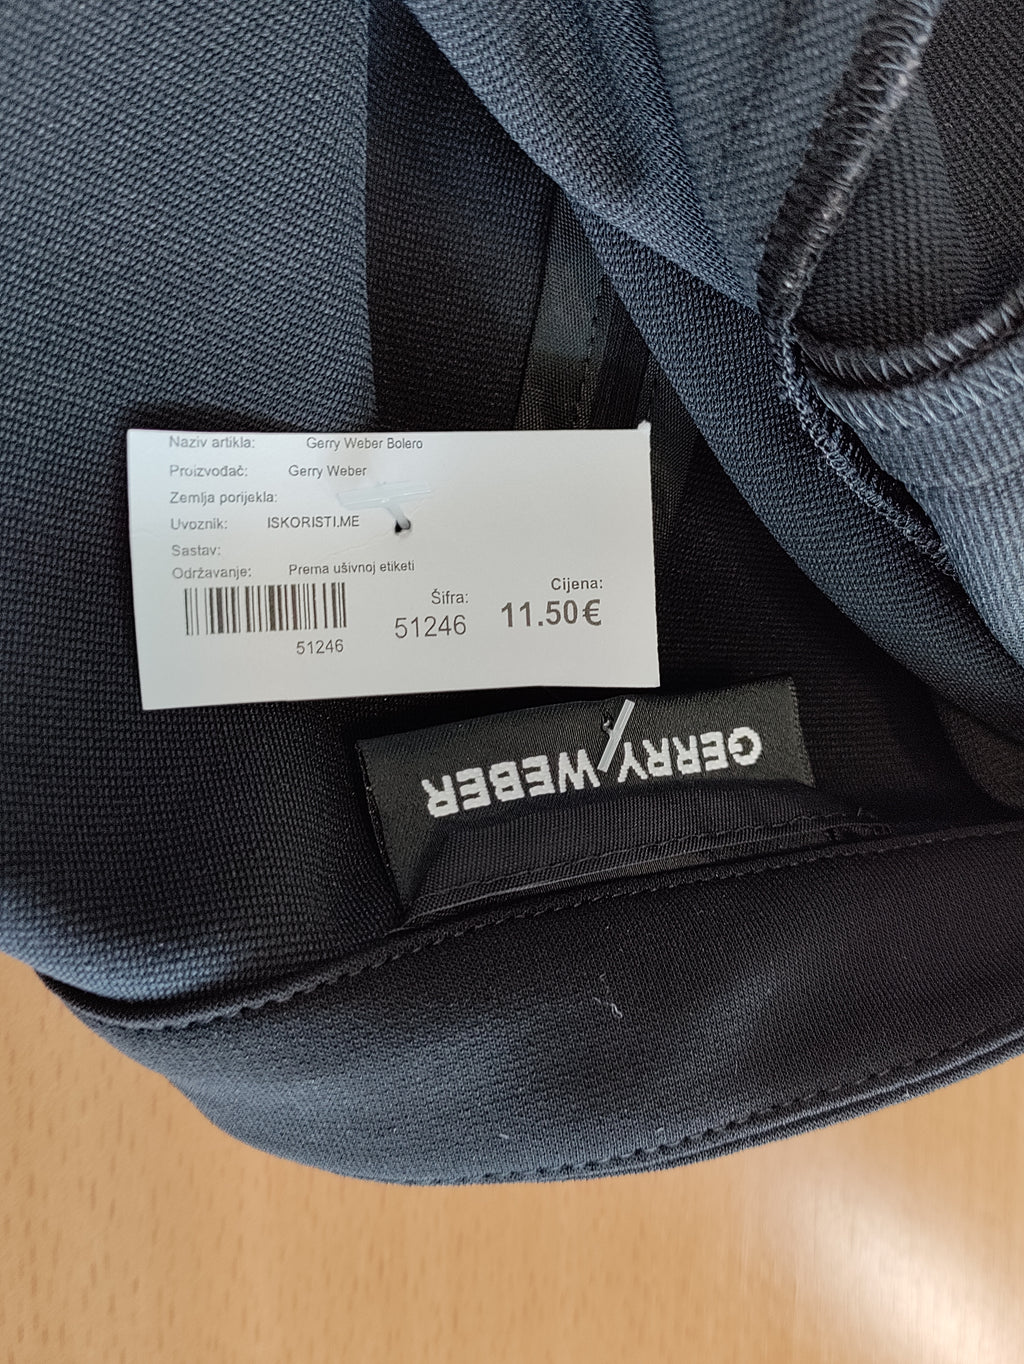 Naziv artikla: Gerry Weber Bolero
Proizvođač: Gerry Weber
Zemlja porijekla:
Uvoznik: ISKORISTI.ME
Sastav:
Održavanje: Prema ušivnoj etiketi
Šifra: Cijena:
51246 11.50€
51246
GERRY WEBER